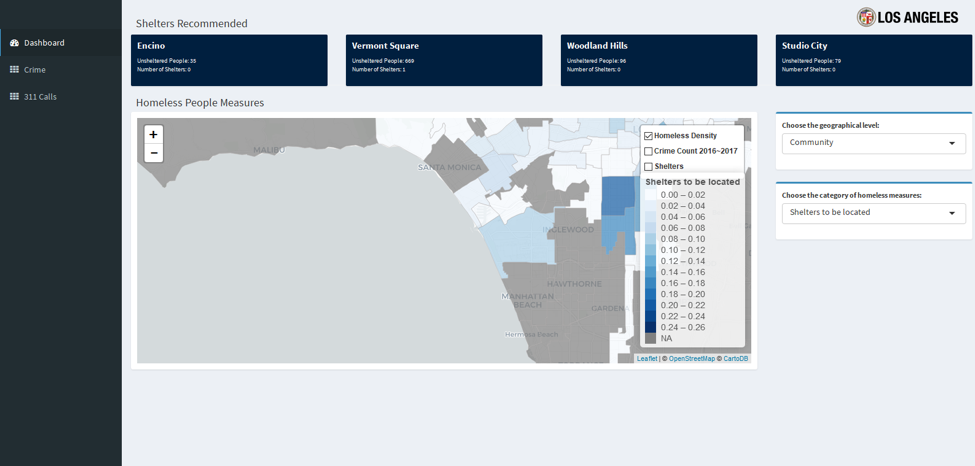 LOS ANGELES
Shelters Recommended
Dashboard
Crime
311 Calls
Encino
Unsheltered People: 35
Number of Shelters: 0
Vermont Square
Unsheltered People: 669
Number of Shelters: 1
Woodland Hills
Unsheltered People: 96
Number of Shelters: 0
Studio City
Unsheltered People: 79
Number of Shelters: 0
Homeless People Measures
+
−
MALIBU
SANTA MONICA
INGLEWOOD
HAWTHORNE
MANHATTAN
BEACH
GARDENA
Hermosa Beach
Homeless Density
Crime Count 2016~2017
Shelters
Shelters to be located
0.00 – 0.02
0.02 – 0.04
0.04 – 0.06
0.06 – 0.08
0.08 – 0.10
0.10 – 0.12
0.12 – 0.14
0.14 – 0.16
0.16 – 0.18
0.18 – 0.20
0.20 – 0.22
0.22 – 0.24
0.24 – 0.26
NA
Leaflet | © OpenStreetMap © CartoDB
Choose the geographical level:
Community
Choose the category of homeless measures:
Shelters to be located